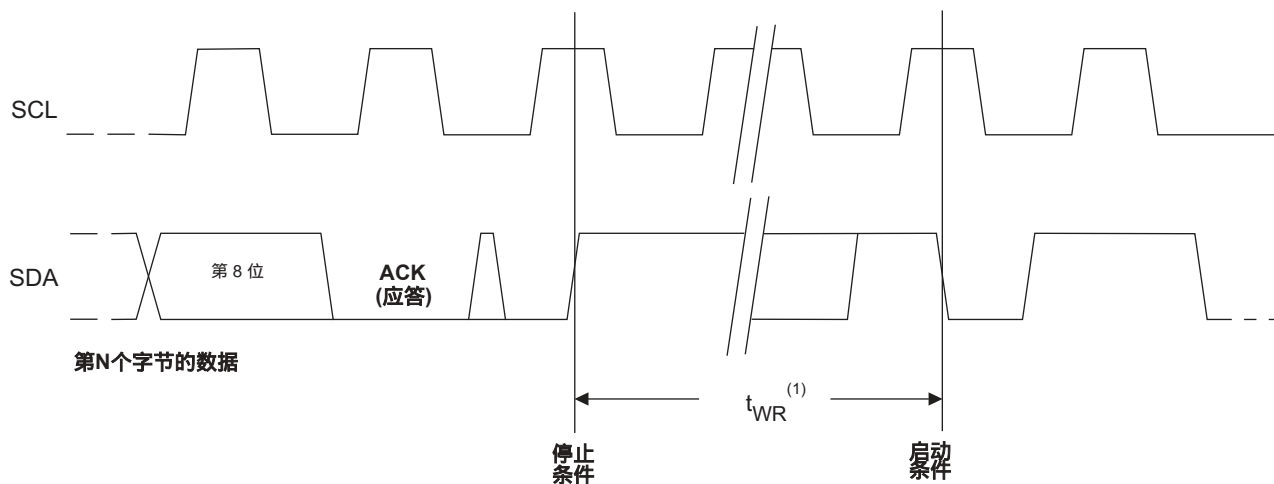 SCL
SDA
第 8 位
ACK
(应答)
第N个字节的数据
tWR(1)
停止
条件
启动
条件